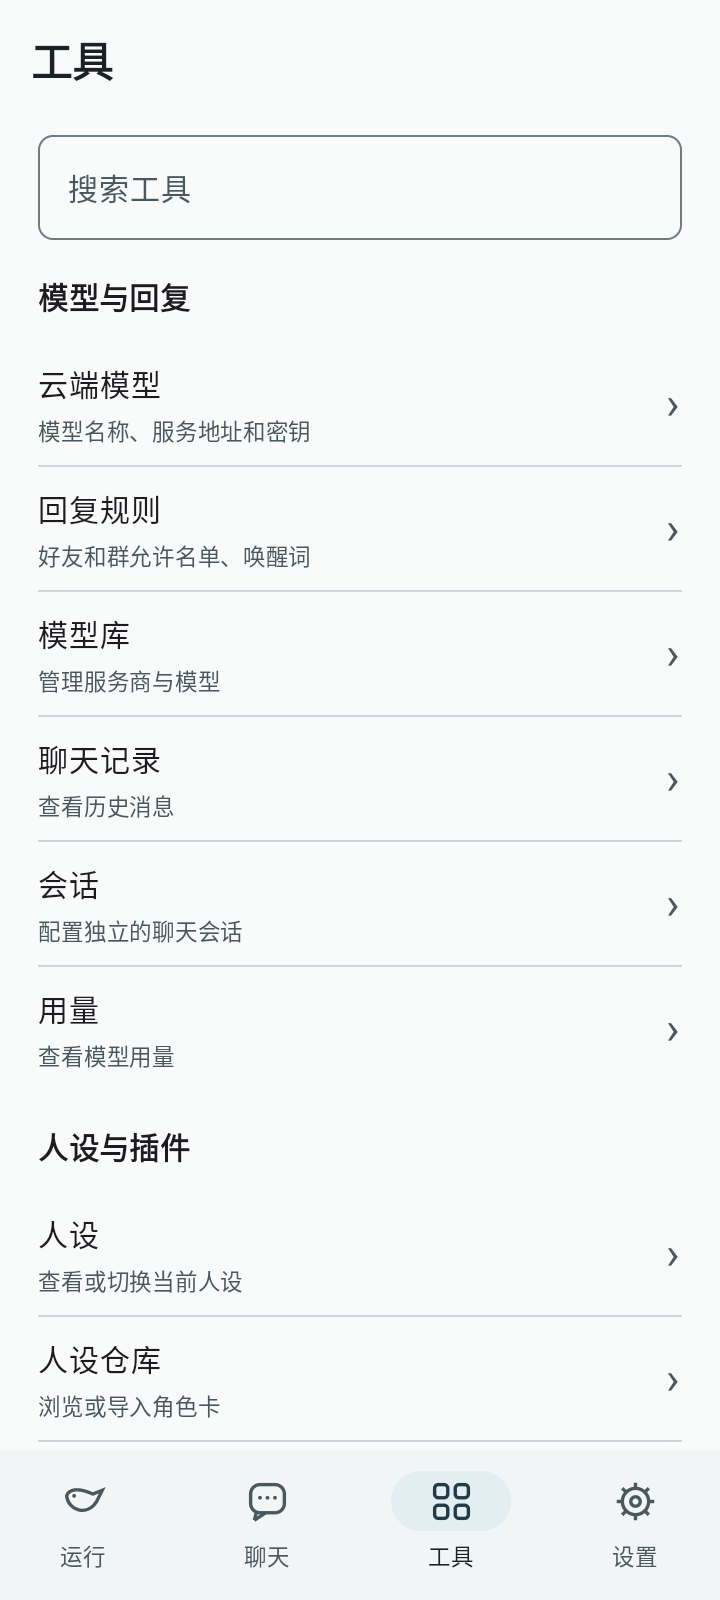 工具
搜索工具
模型与回复
云端模型
模型名称、服务地址和密钥
回复规则
好友和群允许名单、唤醒词
模型库
管理服务商与模型
聊天记录
查看历史消息
会话
配置独立的聊天会话
用量
查看模型用量
人设与插件
人设
查看或切换当前人设
人设仓库
浏览或导入角色卡
运行
聊天
工具
设置